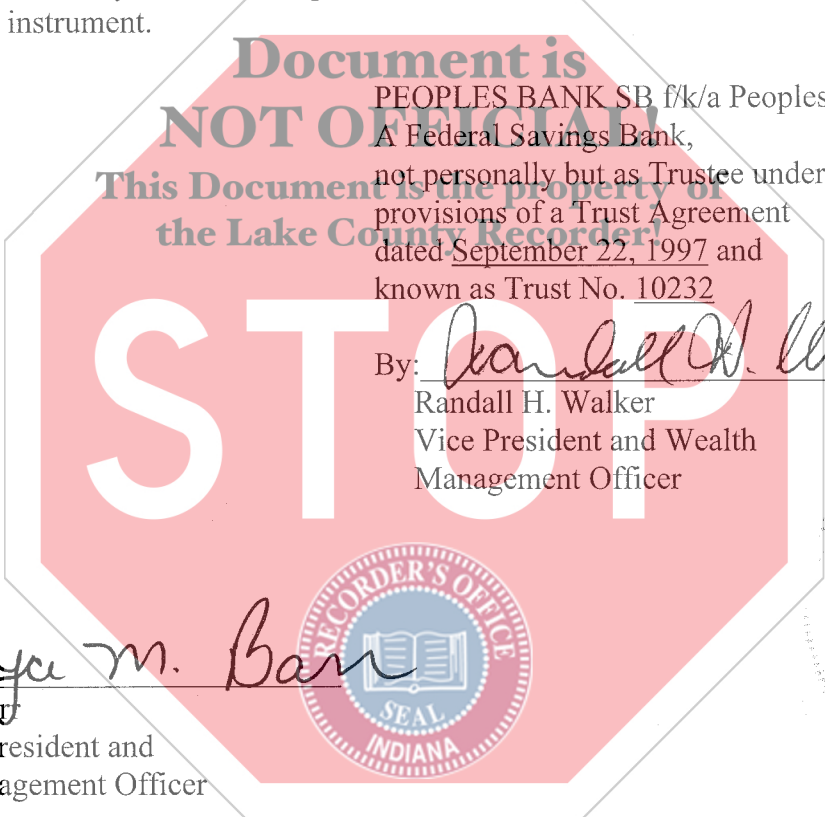 instrument.
Document is
NOT OFFICIAL!
This Document is the property of
the Lake County Recorder!
PEOPLES BANK SB f/k/a Peoples
A Federal Savings Bank,
not personally but as Trustee under
provisions of a Trust Agreement
dated September 22, 1997 and
known as Trust No. 10232
STOP
By: Randall H.
Randall H. Walker
Vice President and Wealth
Management Officer
RECORDER'S OFFICE
SEAL
INDIANA
M. Barr
resident and
agement Officer